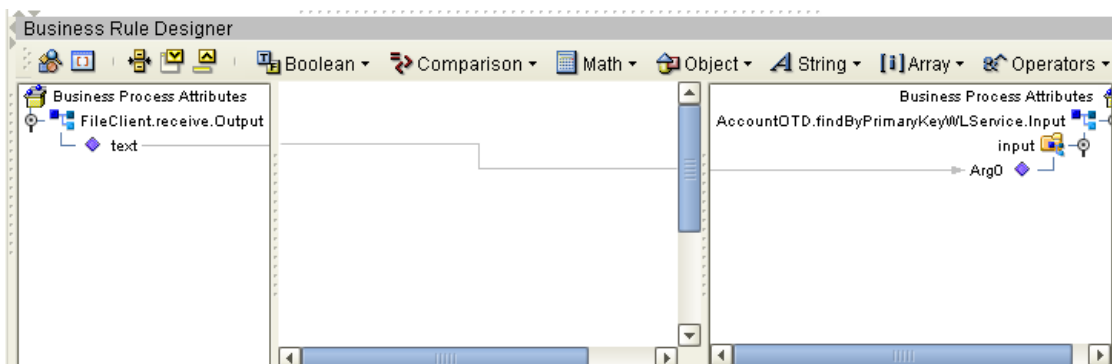 Business Rule Designer
Boolean Comparison Math Object String Array Operators
Business Process Attributes
FileClient.receive.Output
text
Business Process Attributes
AccountOTD.findByPrimaryKeyWLService.Input
input
Arg0